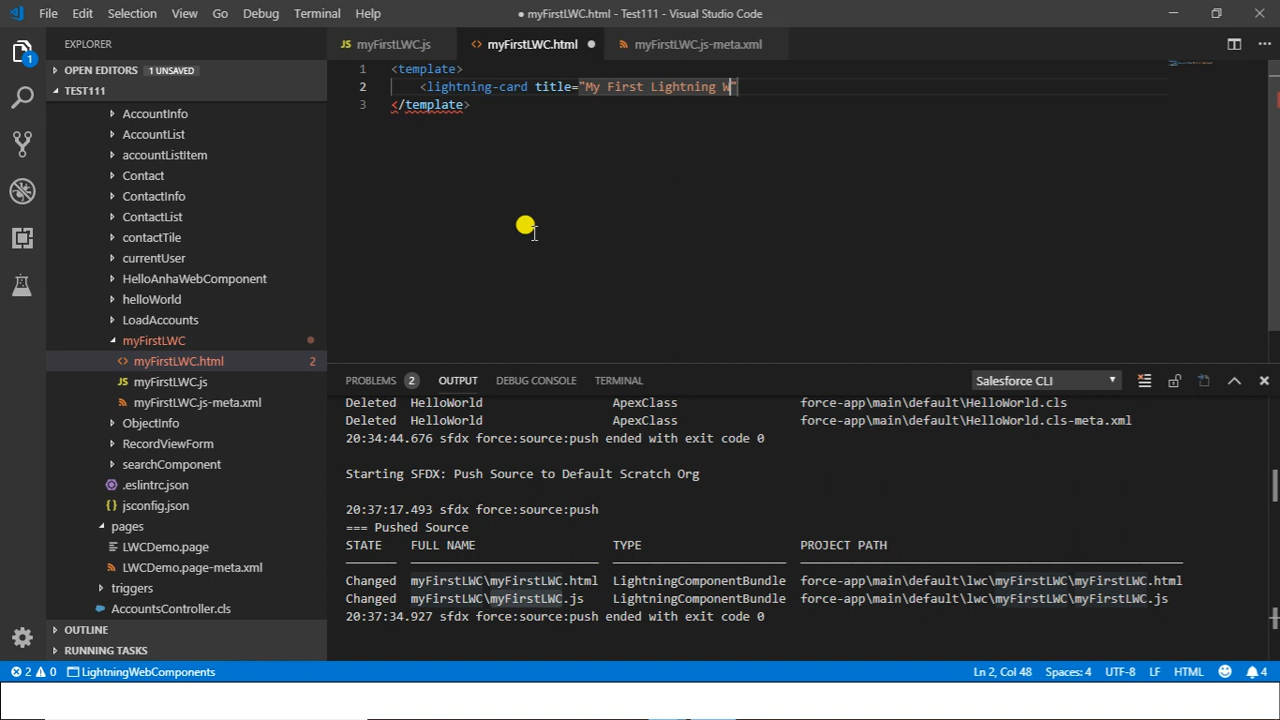 File Edit Selection View Go Debug Terminal Help
● myFirstLWC.html - Test111 - Visual Studio Code
EXPLORER
JS myFirstLWC.js
<> myFirstLWC.html ●
myFirstLWC.js-meta.xml
1
OPEN EDITORS 1 UNSAVED
TEST111
AccountInfo
AccountList
accountListItem
Contact
ContactInfo
ContactList
contactTile
currentUser
HelloAnhaWebComponent
helloWorld
LoadAccounts
myFirstLWC
<> myFirstLWC.html 2
JS myFirstLWC.js
myFirstLWC.js-meta.xml
ObjectInfo
RecordViewForm
searchComponent
.eslintrc.json
{ } jsconfig.json
pages
LWCDemo.page
LWCDemo.page-meta.xml
triggers
AccountsController.cls
OUTLINE
RUNNING TASKS
1 <template>
2 <lightning-card title="My First Lightning W"
3 </template>
PROBLEMS 2 OUTPUT DEBUG CONSOLE TERMINAL
Salesforce CLI
Deleted HelloWorld ApexClass force-app\main\default\HelloWorld.cls
Deleted HelloWorld ApexClass force-app\main\default\HelloWorld.cls-meta.xml
20:34:44.676 sfdx force:source:push ended with exit code 0
Starting SFDX: Push Source to Default Scratch Org
20:37:17.493 sfdx force:source:push
=== Pushed Source
STATE FULL NAME TYPE PROJECT PATH
Changed myFirstLWC\myFirstLWC.html LightningComponentBundle force-app\main\default\lwc\myFirstLWC\myFirstLWC.html
Changed myFirstLWC\myFirstLWC.js LightningComponentBundle force-app\main\default\lwc\myFirstLWC\myFirstLWC.js
20:37:34.927 sfdx force:source:push ended with exit code 0
2 0 LightningWebComponents
Ln 2, Col 48 Spaces: 4 UTF-8 LF HTML 4